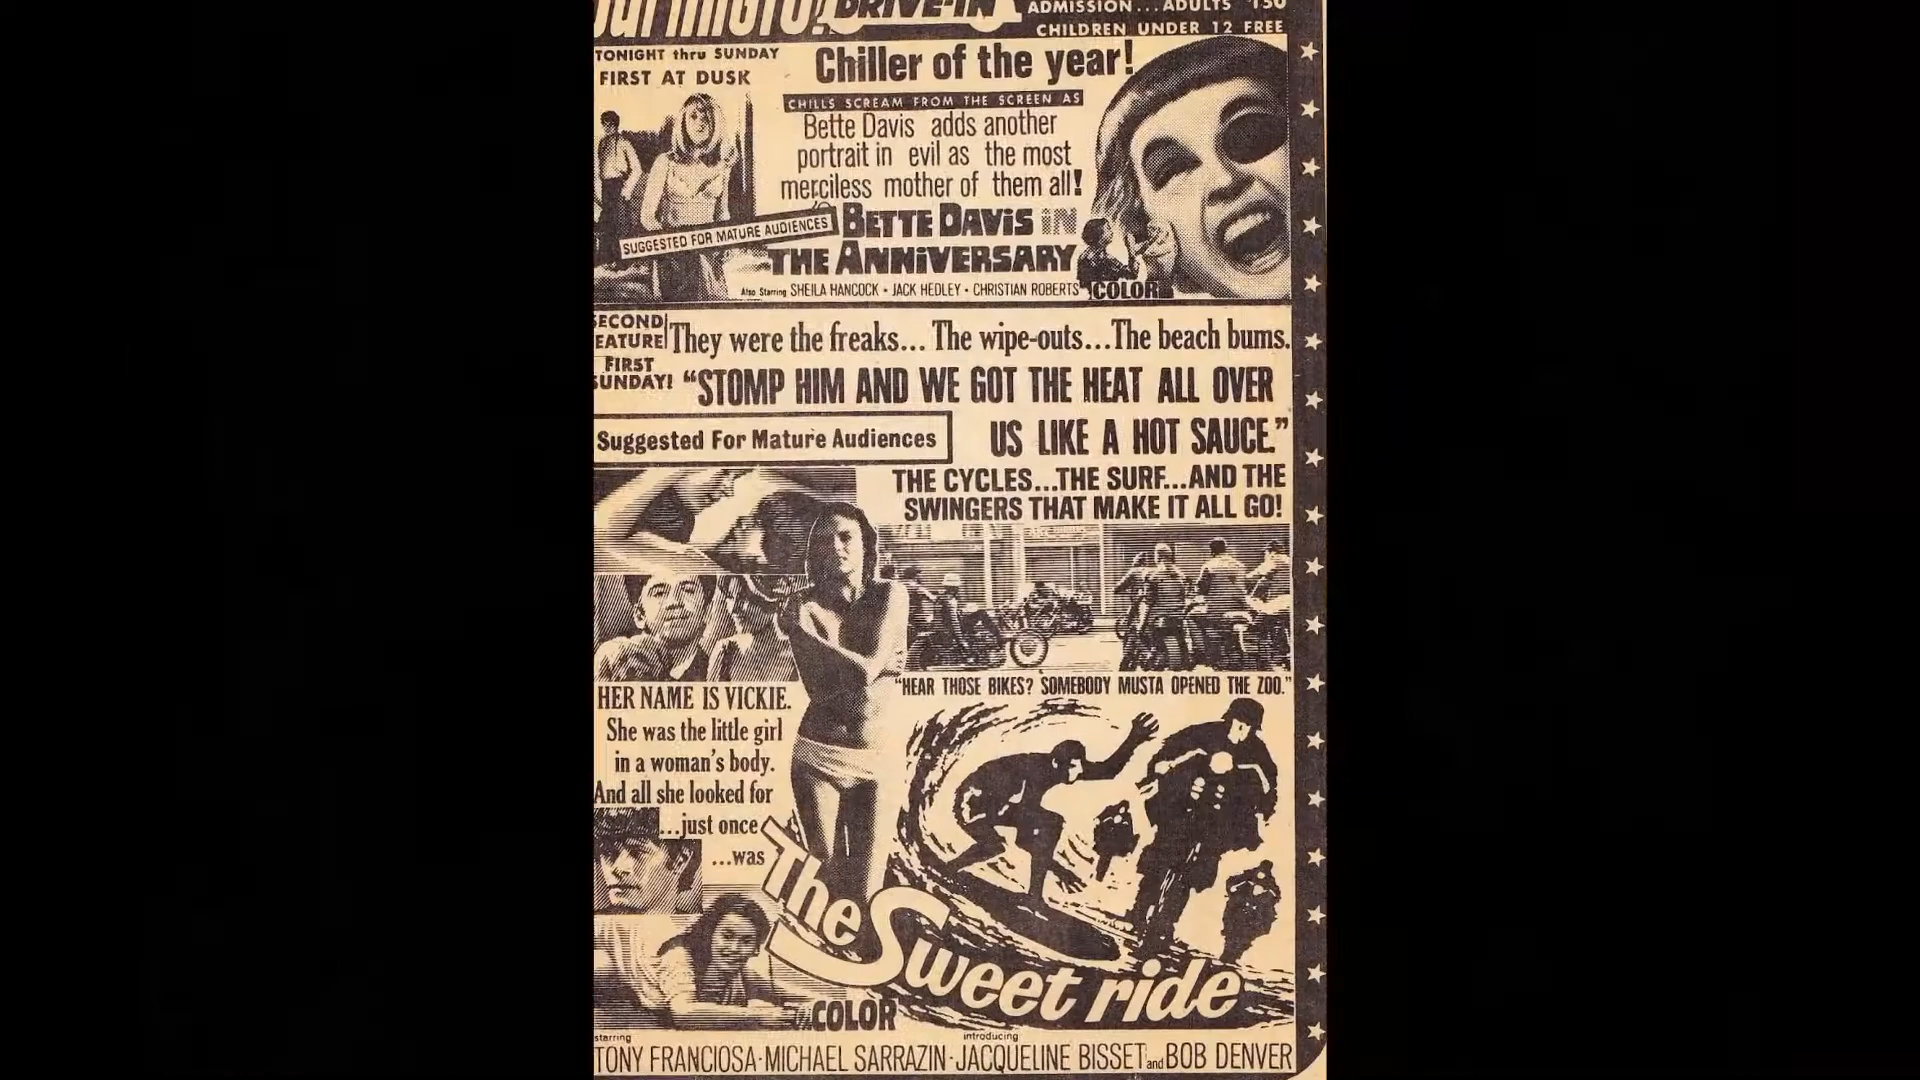 DRIVE-IN
ADMISSION...ADULTS $150
CHILDREN UNDER 12 FREE
TONIGHT thru SUNDAY
FIRST AT DUSK
Chiller of the year!
CHILLS SCREAM FROM THE SCREEN AS
Bette Davis adds another
portrait in evil as the most
merciless mother of them all!
SUGGESTED FOR MATURE AUDIENCES
BETTE DAVIS IN
THE ANNIVERSARY
Also Starring SHEILA HANCOCK • JACK HEDLEY • CHRISTIAN ROBERTS
COLOR
SECOND
FEATURE
FIRST
SUNDAY!
They were the freaks... The wipe-outs...The beach bums.
"STOMP HIM AND WE GOT THE HEAT ALL OVER
US LIKE A HOT SAUCE."
Suggested For Mature Audiences
THE CYCLES...THE SURF...AND THE
SWINGERS THAT MAKE IT ALL GO!
"HEAR THOSE BIKES? SOMEBODY MUSTA OPENED THE ZOO."
HER NAME IS VICKIE.
She was the little girl
in a woman's body.
And all she looked for
...just once
...was
The Sweet ride
COLOR
starring
TONY FRANCIOSA • MICHAEL SARRAZIN • introducing JACQUELINE BISSET and BOB DENVER